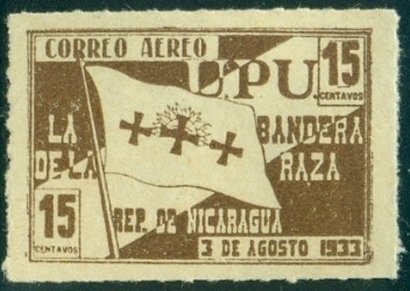 CORREO AEREO
U.P.U.
15
CENTAVOS
LA BANDERA
DE LA RAZA
15
CENTAVOS
REP. DE NICARAGUA
3 DE AGOSTO 1933